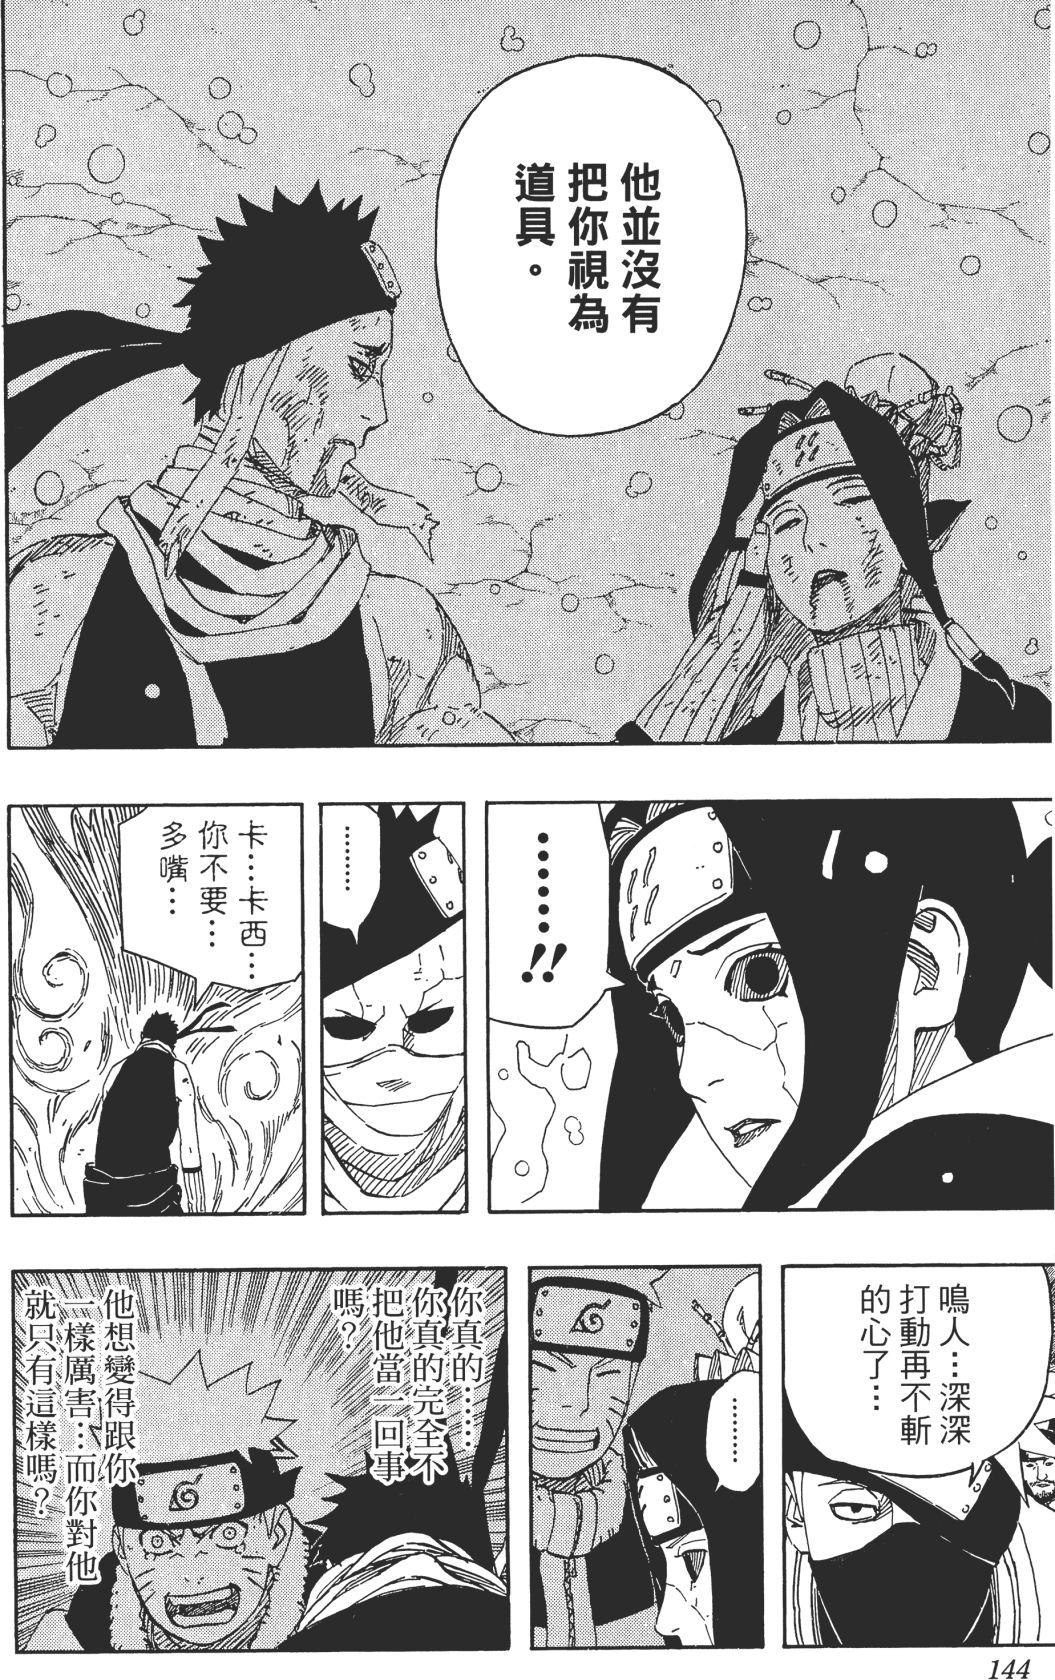 他並沒有
把你視為
道具。
………!!
………
卡…卡西…
你不要…
多嘴…
鳴人…深深
打動再不斬
的心了…
………
你真的……
你真的完全不
把他當一回事
嗎？
他想變得跟你
一樣厲害…而你對他
就只有這樣嗎？
144